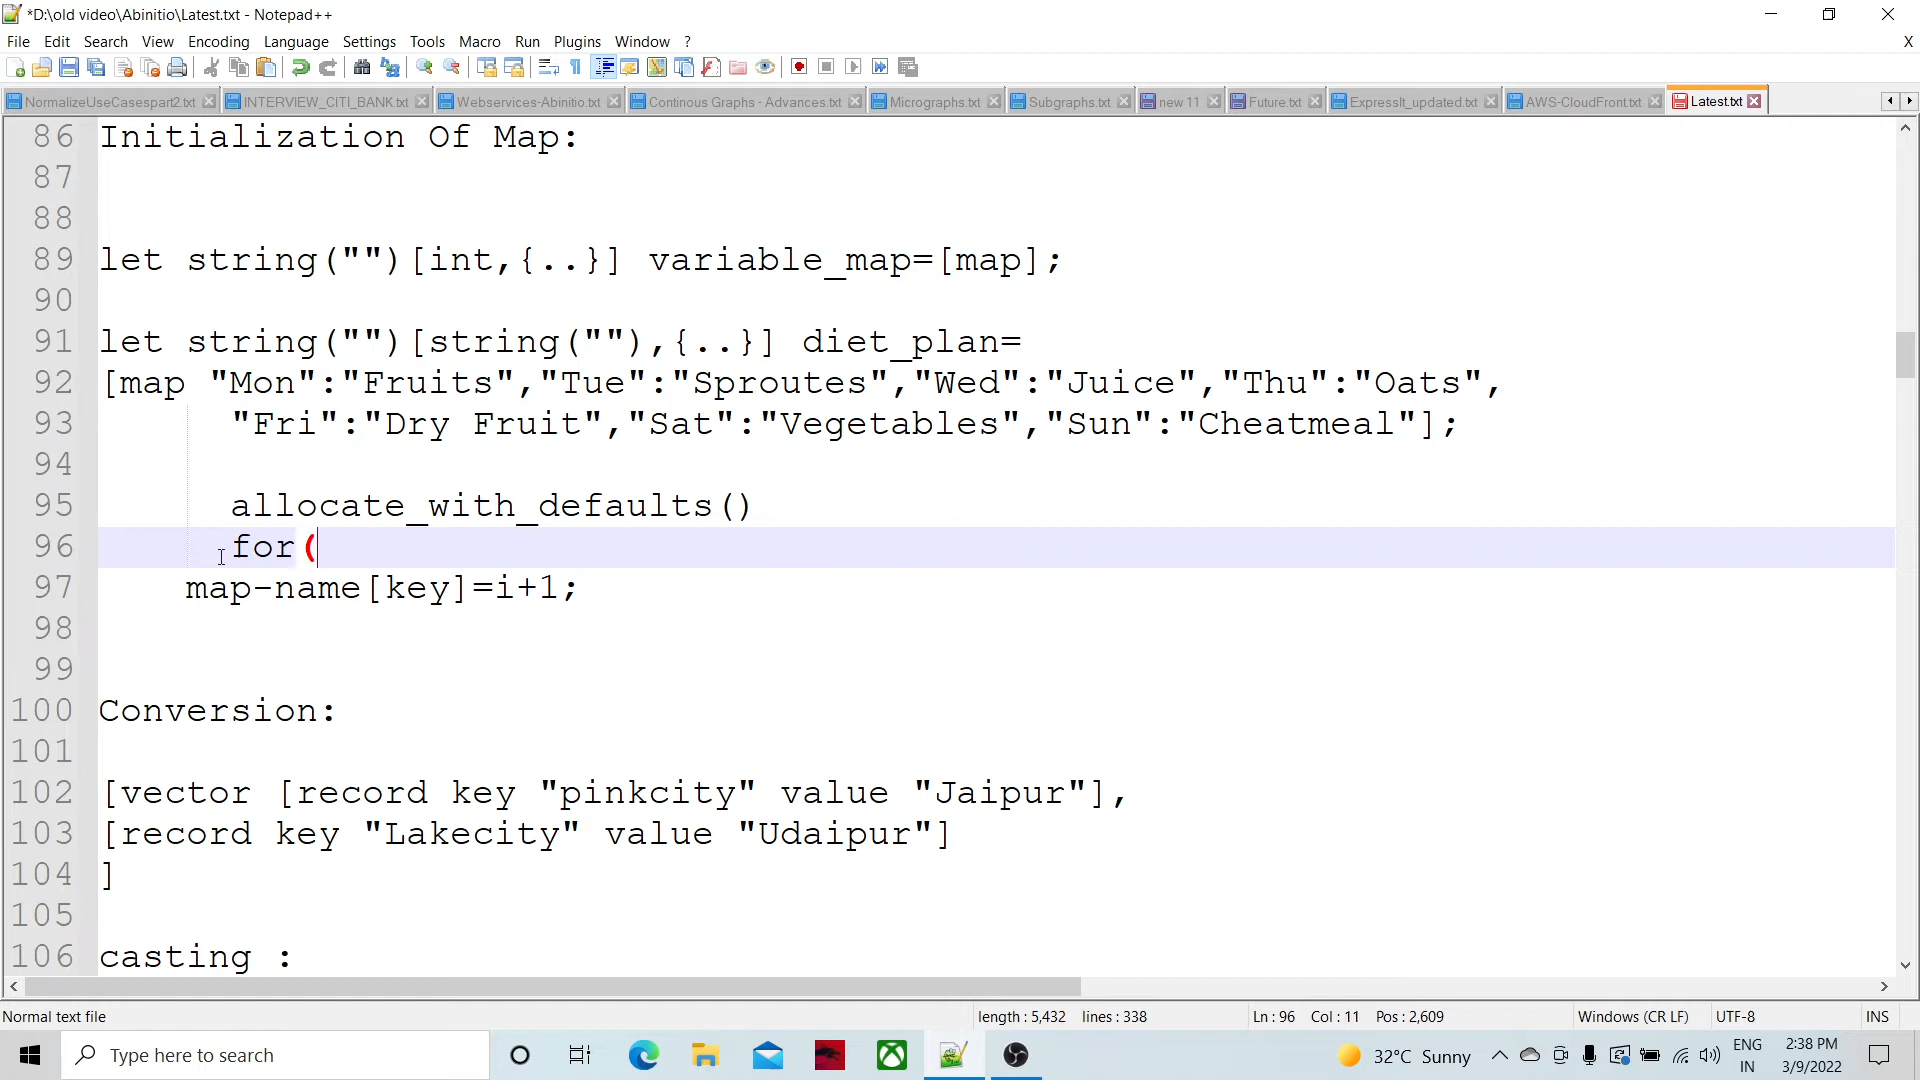 *D:\old video\Abinitio\Latest.txt - Notepad++
File Edit Search View Encoding Language Settings Tools Macro Run Plugins Window ? X
NormalizeUseCasespart2.txt INTERVIEW_CITI_BANK.txt Webservices-Abinitio.txt Continous Graphs - Advances.txt Micrographs.txt Subgraphs.txt new 11 Future.txt ExpressIt_updated.txt AWS-CloudFront.txt Latest.txt
86 Initialization Of Map:
87
88
89 let string("")[int,{..}] variable_map=[map];
90
91 let string("")[string(""),{..}] diet_plan=
92 [map "Mon":"Fruits","Tue":"Sproutes","Wed":"Juice","Thu":"Oats",
93 "Fri":"Dry Fruit","Sat":"Vegetables","Sun":"Cheatmeal"];
94
95 allocate_with_defaults()
96 for(
97 map-name[key]=i+1;
98
99
100 Conversion:
101
102 [vector [record key "pinkcity" value "Jaipur"],
103 [record key "Lakecity" value "Udaipur"]
104 ]
105
106 casting :
Normal text file length : 5,432 lines : 338 Ln : 96 Col : 11 Pos : 2,609 Windows (CR LF) UTF-8 INS
Type here to search 32°C Sunny ENG IN 2:38 PM 3/9/2022